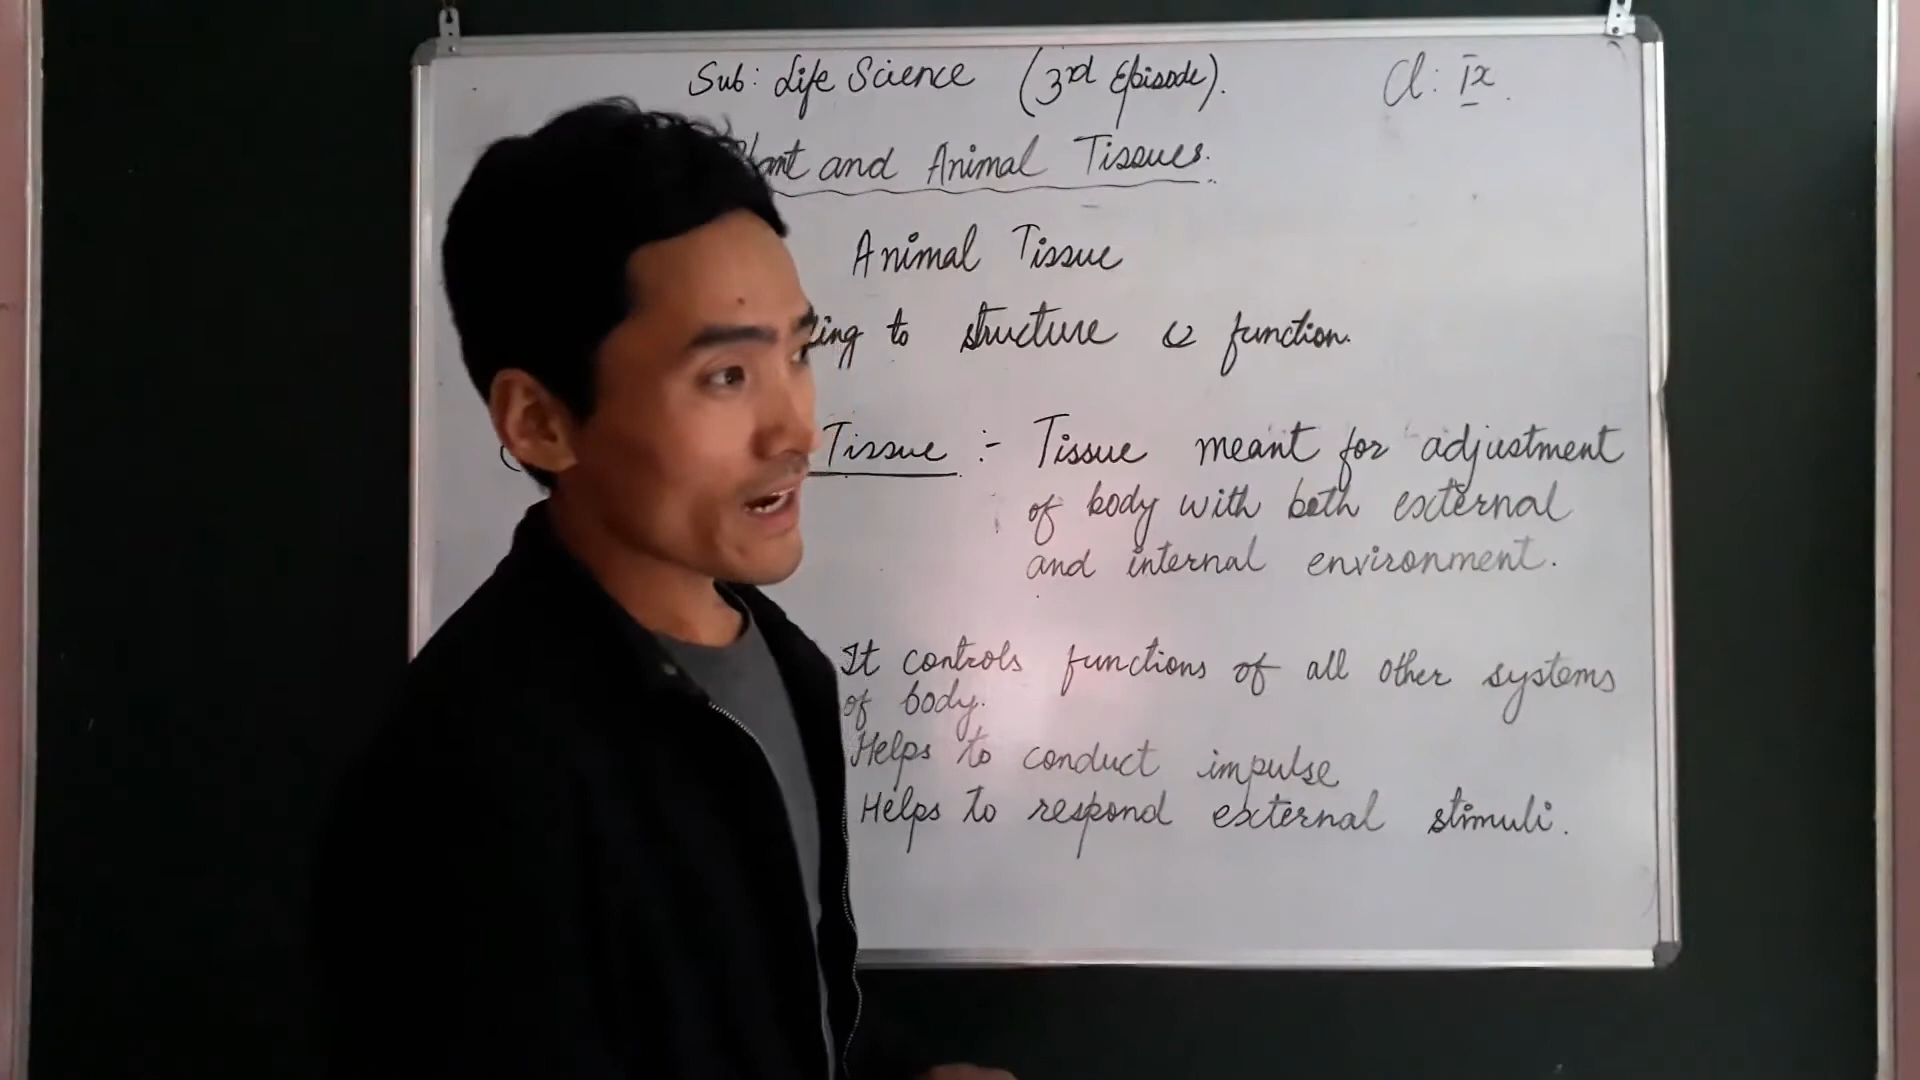 Sub: Life Science (3rd Episode). Cl: IX
Plant and Animal Tissues.
Animal Tissue
to structure & function.
Tissue :- Tissue meant for adjustment
of body with both external
and internal environment.
It controls functions of all other systems
of body.
Helps to conduct impulse
Helps to respond external stimuli.